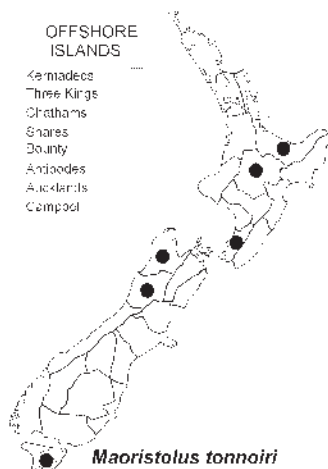 OFFSHORE
ISLANDS
Kermadecs
Three Kings
Chathams
Snares
Bounty
Antipodes
Aucklands
Campbell
Maoristolus tonnoiri